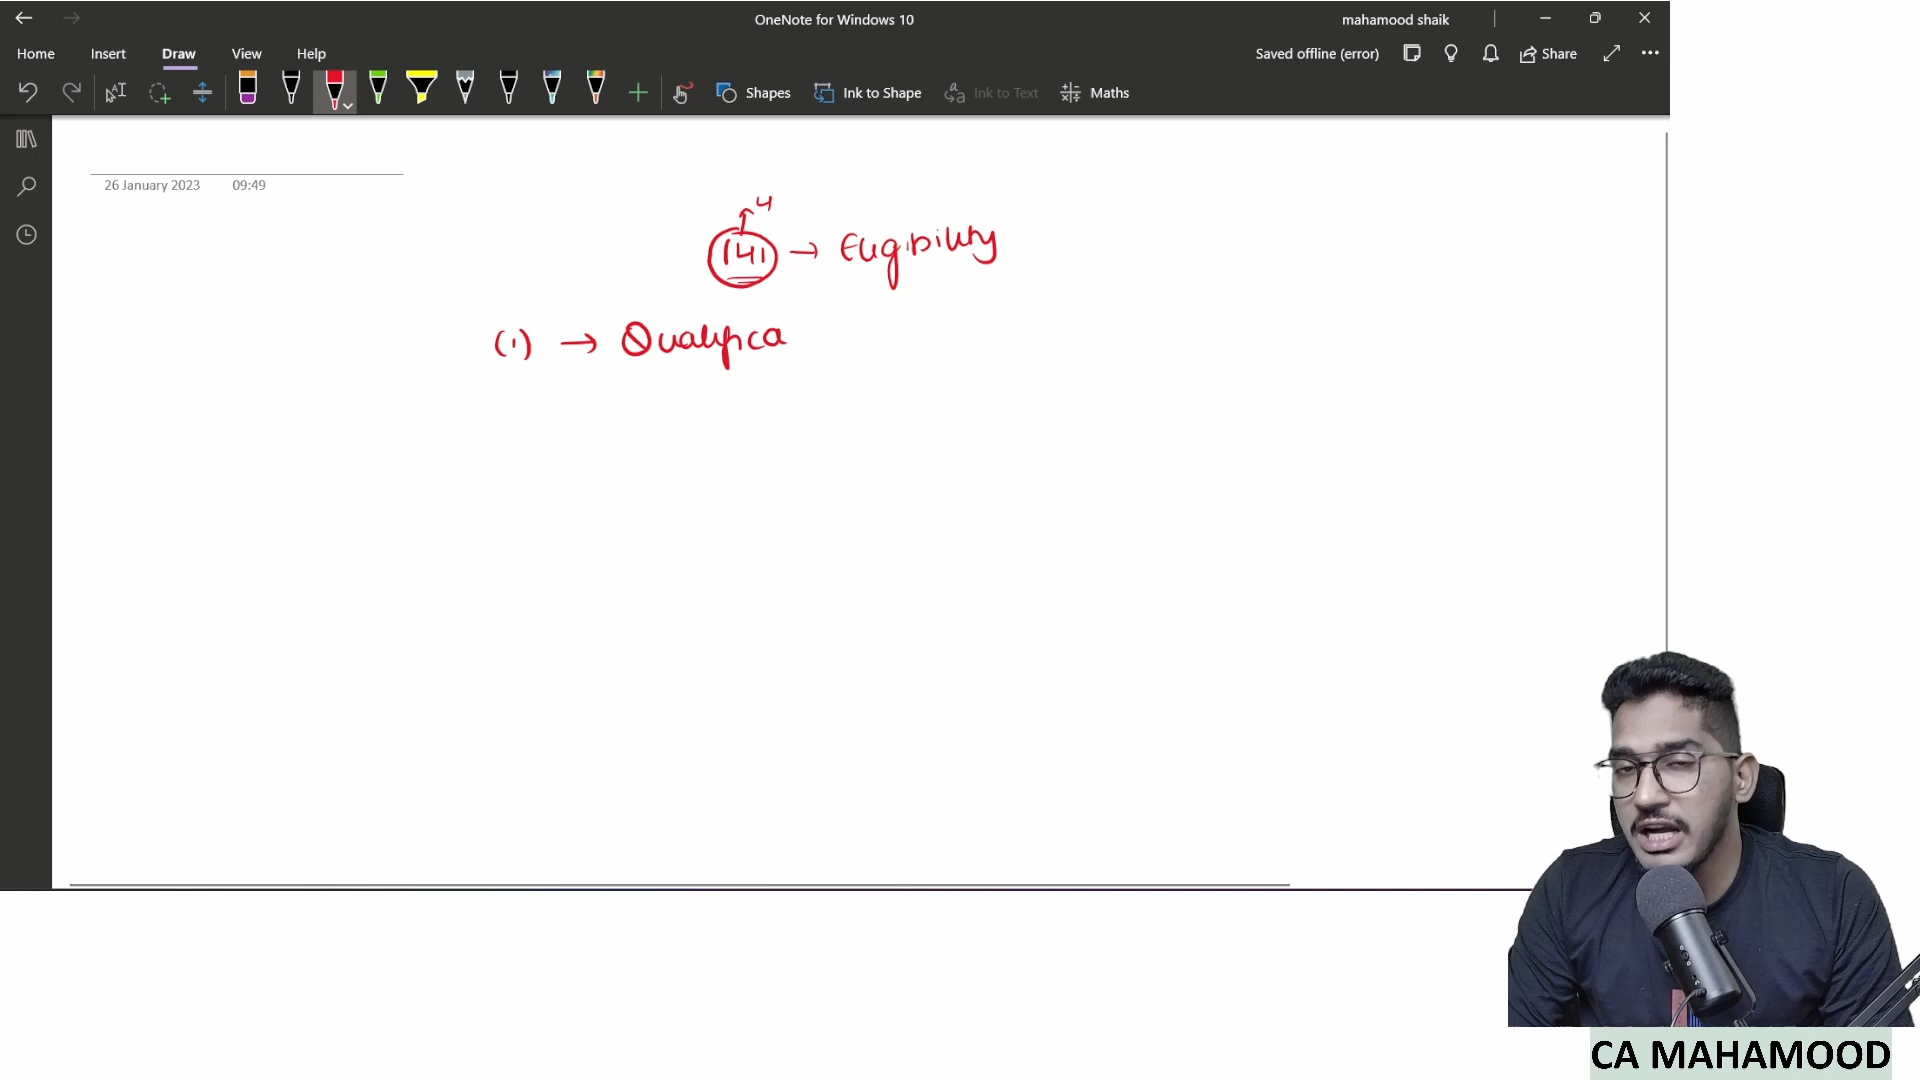 OneNote for Windows 10
mahamood shaik
Home Insert Draw View Help
Saved offline (error)
Share
Shapes
Ink to Shape
Ink to Text
Maths
26 January 2023 09:49
4
141 → Eligibility
(1) → Qualifica
CA MAHAMOOD